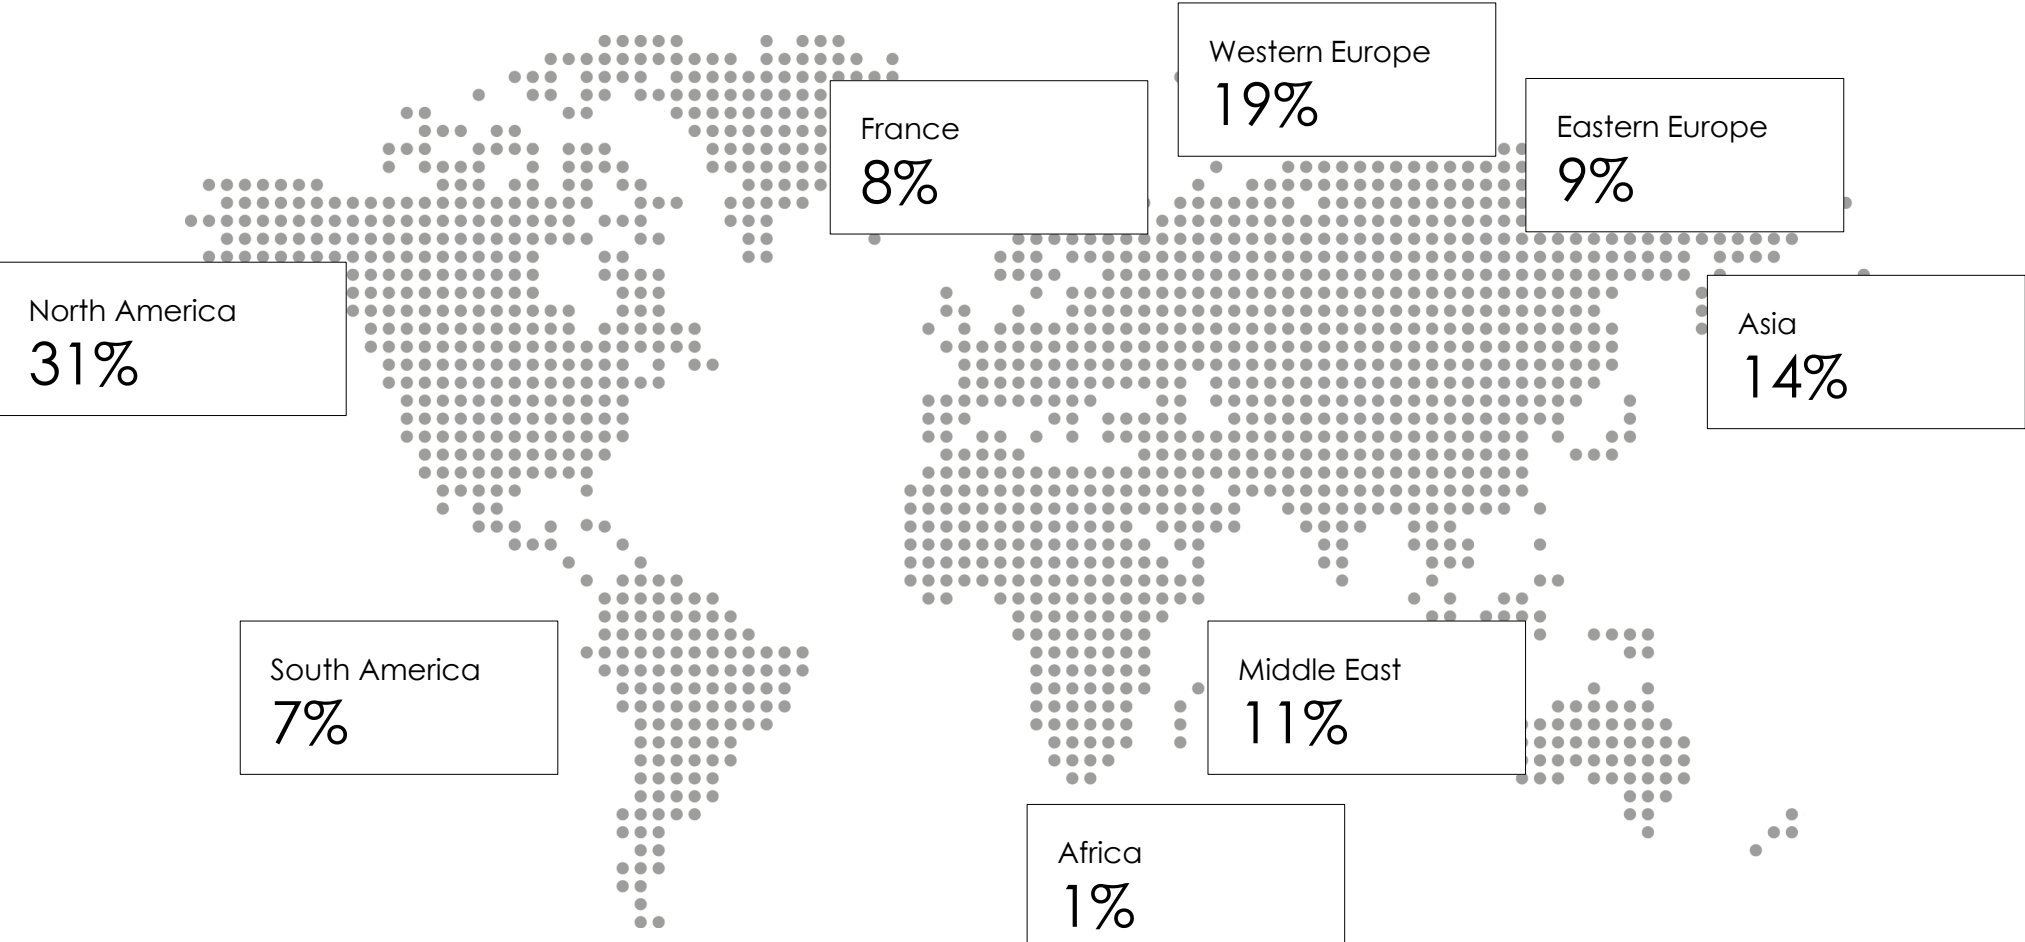 Western Europe
19%
France
8%
Eastern Europe
9%
North America
31%
Asia
14%
South America
7%
Middle East
11%
Africa
1%